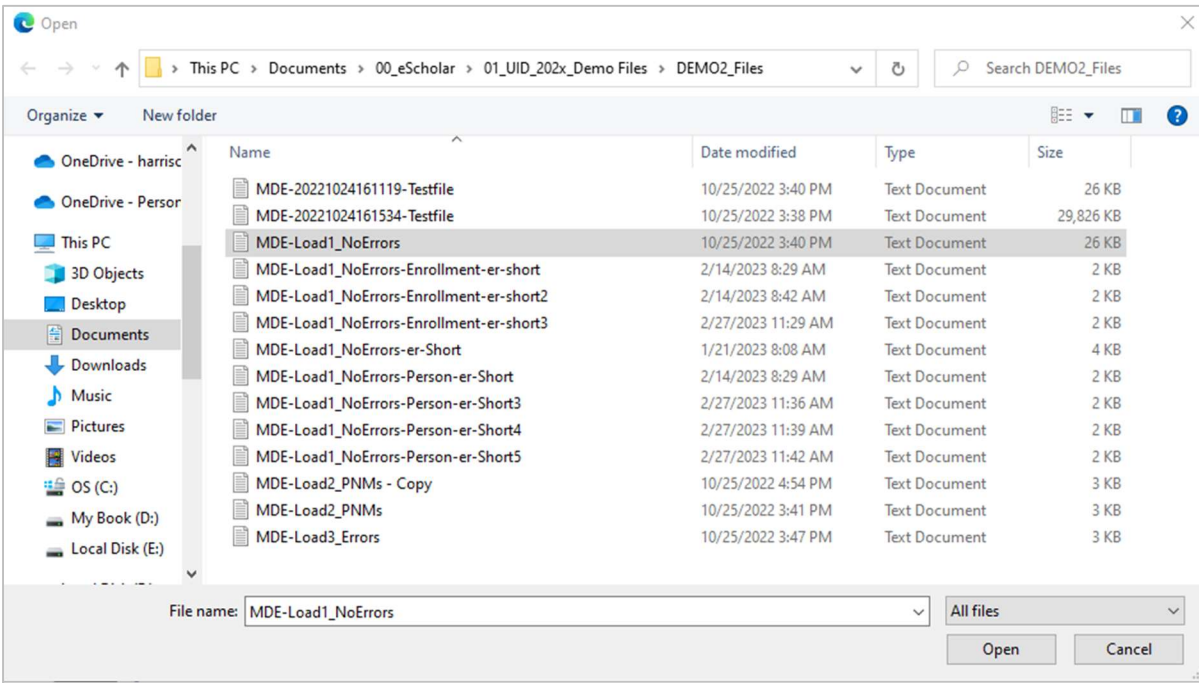 Open
This PC > Documents > 00_eScholar > 01_UID_202x_Demo Files > DEMO2_Files
Search DEMO2_Files
Organize New folder
?
OneDrive - harrisc
OneDrive - Person
This PC
3D Objects
Desktop
Documents
Downloads
Music
Pictures
Videos
OS (C:)
My Book (D:)
Local Disk (E:)
Name Date modified Type Size
MDE-20221024161119-Testfile 10/25/2022 3:40 PM Text Document 26 KB
MDE-20221024161534-Testfile 10/25/2022 3:38 PM Text Document 29,826 KB
MDE-Load1_NoErrors 10/25/2022 3:40 PM Text Document 26 KB
MDE-Load1_NoErrors-Enrollment-er-short 2/14/2023 8:29 AM Text Document 2 KB
MDE-Load1_NoErrors-Enrollment-er-short2 2/14/2023 8:42 AM Text Document 2 KB
MDE-Load1_NoErrors-Enrollment-er-short3 2/27/2023 11:29 AM Text Document 2 KB
MDE-Load1_NoErrors-er-Short 1/21/2023 8:08 AM Text Document 4 KB
MDE-Load1_NoErrors-Person-er-Short 2/14/2023 8:29 AM Text Document 2 KB
MDE-Load1_NoErrors-Person-er-Short3 2/27/2023 11:36 AM Text Document 2 KB
MDE-Load1_NoErrors-Person-er-Short4 2/27/2023 11:39 AM Text Document 2 KB
MDE-Load1_NoErrors-Person-er-Short5 2/27/2023 11:42 AM Text Document 2 KB
MDE-Load2_PNMs - Copy 10/25/2022 4:54 PM Text Document 3 KB
MDE-Load2_PNMs 10/25/2022 3:41 PM Text Document 3 KB
MDE-Load3_Errors 10/25/2022 3:47 PM Text Document 3 KB
File name: MDE-Load1_NoErrors All files
Open Cancel